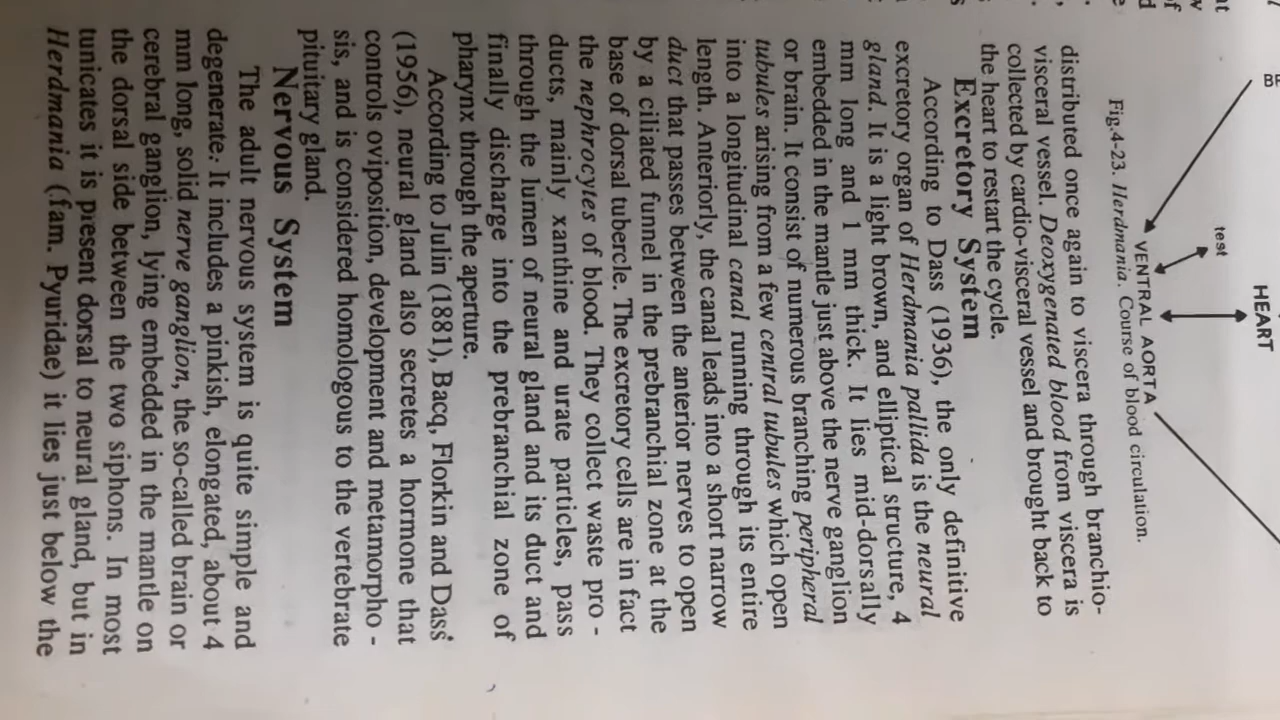 HEART
test
VENTRAL AORTA
Fig.4-23. Herdmania. Course of blood circulation.
distributed once again to viscera through branchio-
visceral vessel. Deoxygenated blood from viscera is
collected by cardio-visceral vessel and brought back to
the heart to restart the cycle.
Excretory System
According to Dass (1936), the only definitive
excretory organ of Herdmania pallida is the neural
gland. It is a light brown, and elliptical structure, 4
mm long and 1 mm thick. It lies mid-dorsally
embedded in the mantle just above the nerve ganglion
or brain. It consist of numerous branching peripheral
tubules arising from a few central tubules which open
into a longitudinal canal running through its entire
length. Anteriorly, the canal leads into a short narrow
duct that passes between the anterior nerves to open
by a ciliated funnel in the prebranchial zone at the
base of dorsal tubercle. The excretory cells are in fact
the nephrocytes of blood. They collect waste pro -
ducts, mainly xanthine and urate particles, pass
through the lumen of neural gland and its duct and
finally discharge into the prebranchial zone of
pharynx through the aperture.
According to Julin (1881), Bacq, Florkin and Dass
(1956), neural gland also secretes a hormone that
controls oviposition, development and metamorpho -
sis, and is considered homologous to the vertebrate
pituitary gland.
Nervous System
The adult nervous system is quite simple and
degenerate. It includes a pinkish, elongated, about 4
mm long, solid nerve ganglion, the so-called brain or
cerebral ganglion, lying embedded in the mantle on
the dorsal side between the two siphons. In most
tunicates it is present dorsal to neural gland, but in
Herdmania (fam. Pyuridae) it lies just below the